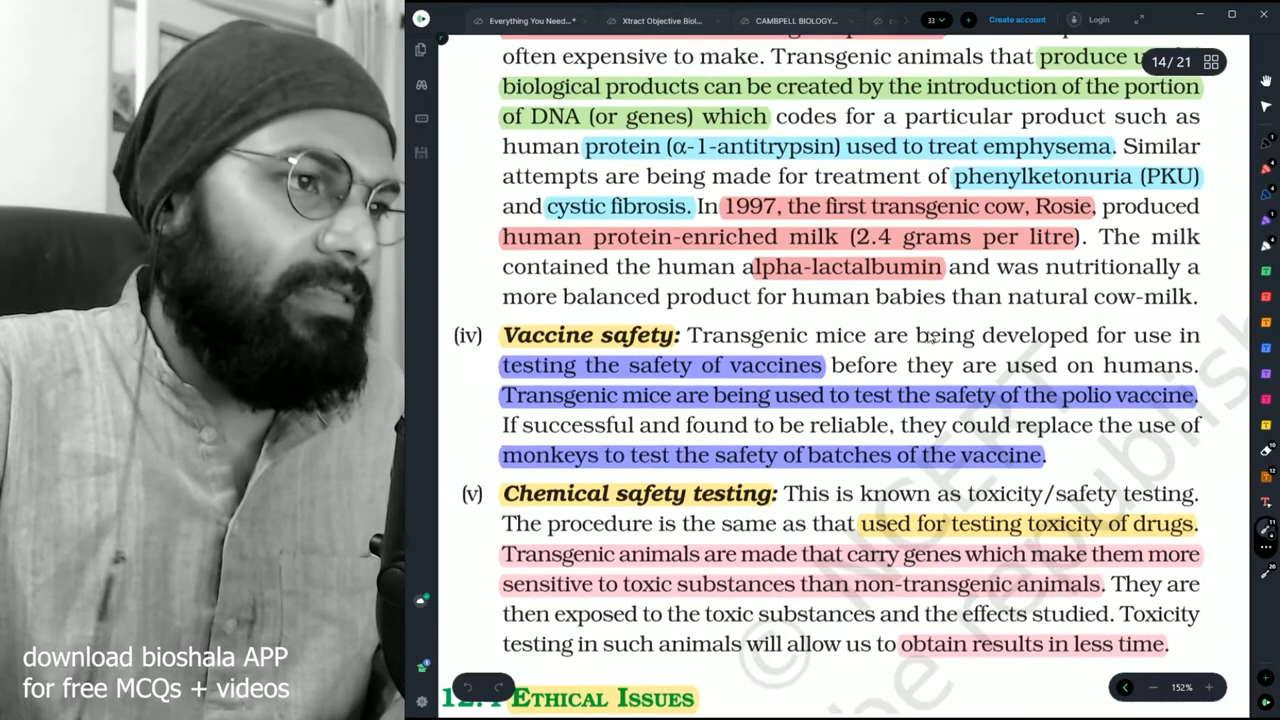 Everything You Need...*
Xtract Objective Biol...
CAMBPELL BIOLOGY...
33
Create account
Login
14 / 21
often expensive to make. Transgenic animals that produce
biological products can be created by the introduction of the portion
of DNA (or genes) which codes for a particular product such as
human protein (α-1-antitrypsin) used to treat emphysema. Similar
attempts are being made for treatment of phenylketonuria (PKU)
and cystic fibrosis. In 1997, the first transgenic cow, Rosie, produced
human protein-enriched milk (2.4 grams per litre). The milk
contained the human alpha-lactalbumin and was nutritionally a
more balanced product for human babies than natural cow-milk.
(iv) Vaccine safety: Transgenic mice are being developed for use in
testing the safety of vaccines before they are used on humans.
Transgenic mice are being used to test the safety of the polio vaccine.
If successful and found to be reliable, they could replace the use of
monkeys to test the safety of batches of the vaccine.
(v) Chemical safety testing: This is known as toxicity/safety testing.
The procedure is the same as that used for testing toxicity of drugs.
Transgenic animals are made that carry genes which make them more
sensitive to toxic substances than non-transgenic animals. They are
then exposed to the toxic substances and the effects studied. Toxicity
testing in such animals will allow us to obtain results in less time.
ETHICAL ISSUES
152%
© NCERT
be republish
download bioshala APP
for free MCQs + videos